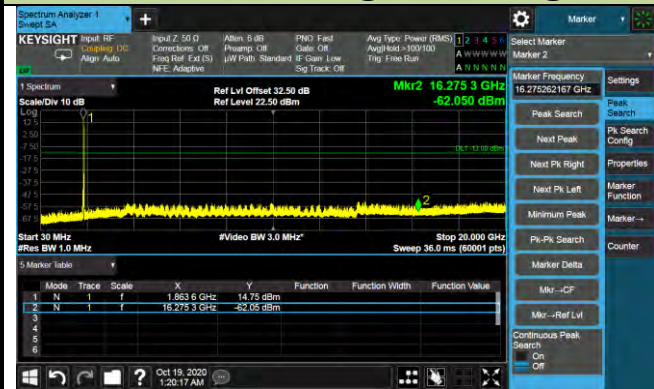 Spectrum Analyzer 1
Swept SA
+
Marker
KEYSIGHT
Input: RF
Coupling: DC
Align: Auto
Input Z: 50 Ω
Corrections: Off
Freq Ref: Ext (S)
NFE: Adaptive
Atten: 6 dB
Preamp: Off
µW Path: Standard
PNO: Fast
Gate: Off
IF Gain: Low
Sig Track: Off
Avg Type: Power (RMS)
Avg|Hold:>100/100
Trig: Free Run
1 2 3 4 5 6
A W W W W W
A N N N N N
Select Marker
Marker 2
Marker Frequency
16.275262167 GHz
Settings
Peak Search
Next Peak
Next Pk Right
Next Pk Left
Minimum Peak
Pk-Pk Search
Marker Delta
Mkr→CF
Mkr→Ref Lvl
Continuous Peak
Search
On
Off
Peak
Search
Pk Search
Config
Properties
Marker
Function
Marker→
Counter
1 Spectrum
Scale/Div 10 dB
Log
Ref Lvl Offset 32.50 dB
Ref Level 22.50 dBm
Mkr2 16.275 3 GHz
-62.050 dBm
12.5
2.50
-7.50
-17.5
-27.5
-37.5
-47.5
-57.5
-67.5
1
2
DL1 -13.00 dBm
Start 30 MHz
#Video BW 3.0 MHz*
Stop 20.000 GHz
#Res BW 1.0 MHz
Sweep 36.0 ms (60001 pts)
5 Marker Table
Mode Trace Scale X Y Function Function Width Function Value
1 N 1 f 1.863 6 GHz 14.75 dBm
2 N 1 f 16.275 3 GHz -62.05 dBm
3
4
5
6
?
Oct 19, 2020
1:20:17 AM